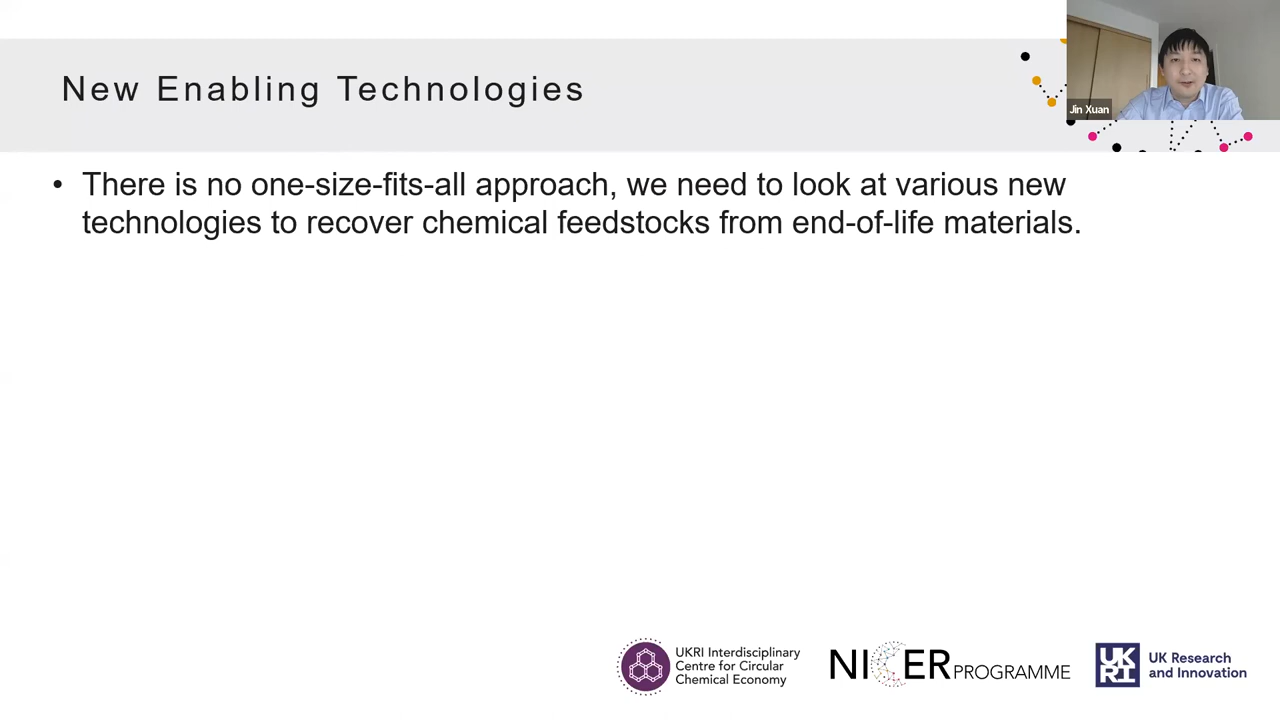 New Enabling Technologies
Jin Xuan
• There is no one-size-fits-all approach, we need to look at various new
technologies to recover chemical feedstocks from end-of-life materials.
UKRI Interdisciplinary
Centre for Circular
Chemical Economy
NICER PROGRAMME
UKRI
UK Research
and Innovation